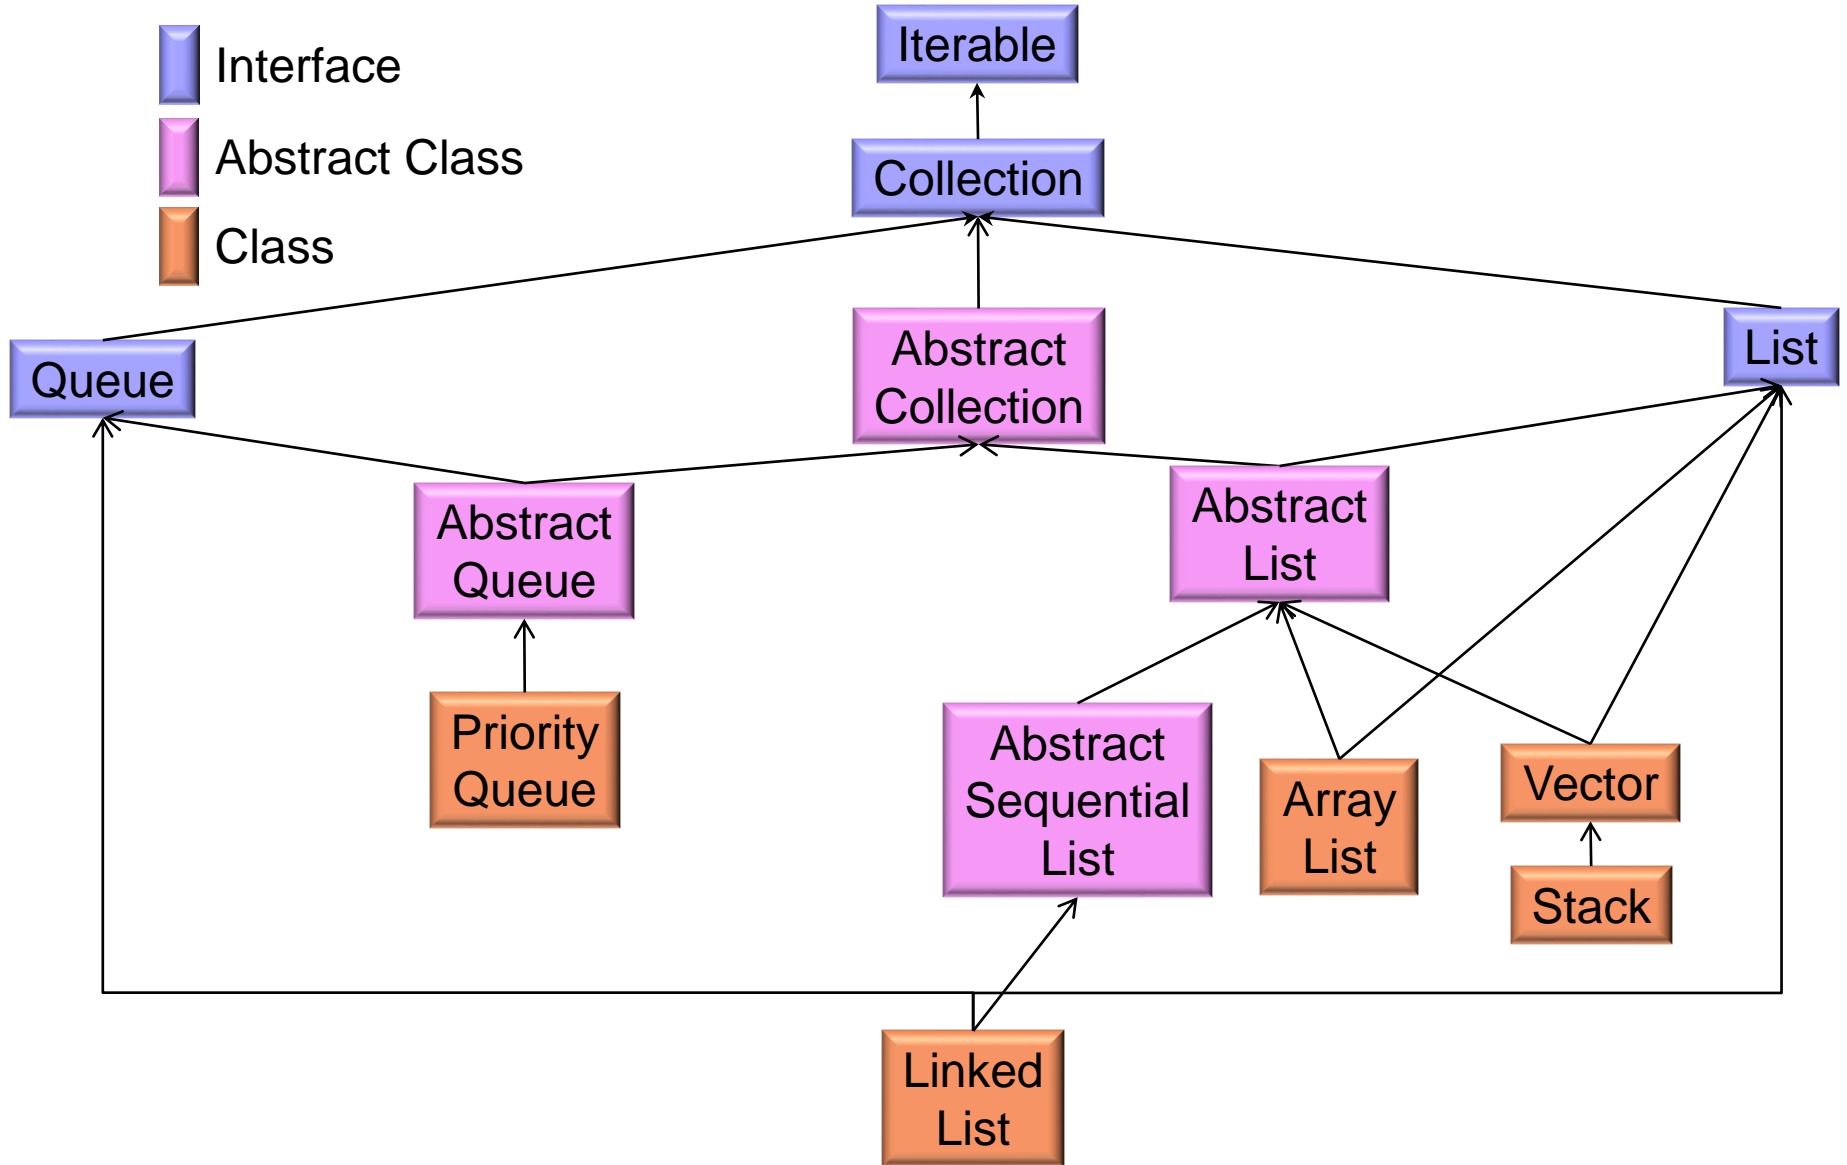 Interface
Abstract Class
Class
Iterable
Collection
Queue
Abstract
Collection
List
Abstract
Queue
Abstract
List
Priority
Queue
Abstract
Sequential
List
Array
List
Vector
Stack
Linked
List